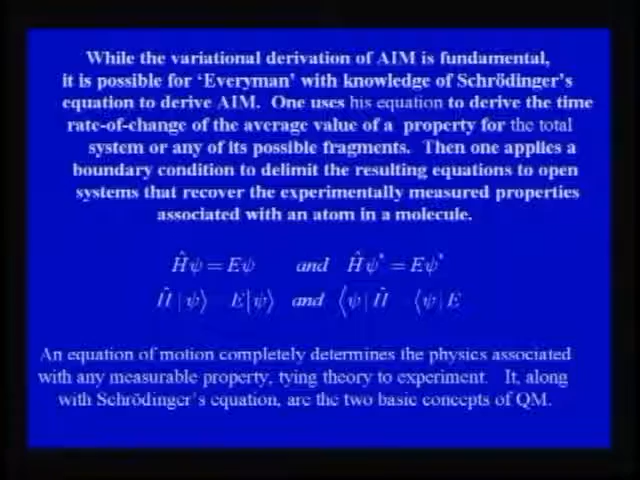 While the variational derivation of AIM is fundamental,
it is possible for ‘Everyman’ with knowledge of Schrödinger’s
equation to derive AIM. One uses his equation to derive the time
rate-of-change of the average value of a property for the total
system or any of its possible fragments. Then one applies a
boundary condition to delimit the resulting equations to open
systems that recover the experimentally measured properties
associated with an atom in a molecule.
Ĥψ = Eψ and Ĥψ* = Eψ*
Ĥ|ψ⟩ E|ψ⟩ and ⟨ψ|Ĥ ⟨ψ|E
An equation of motion completely determines the physics associated
with any measurable property, tying theory to experiment. It, along
with Schrödinger’s equation, are the two basic concepts of QM.